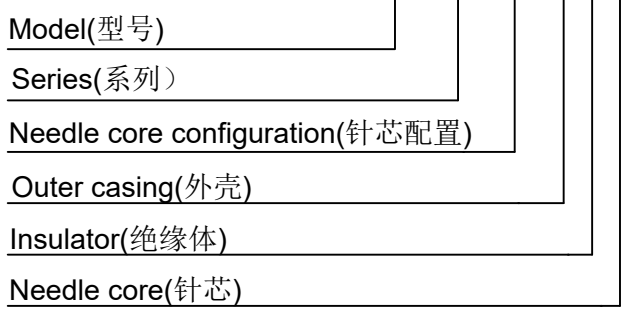 Model(型号)
Series(系列）
Needle core configuration(针芯配置)
Outer casing(外壳)
Insulator(绝缘体)
Needle core(针芯)